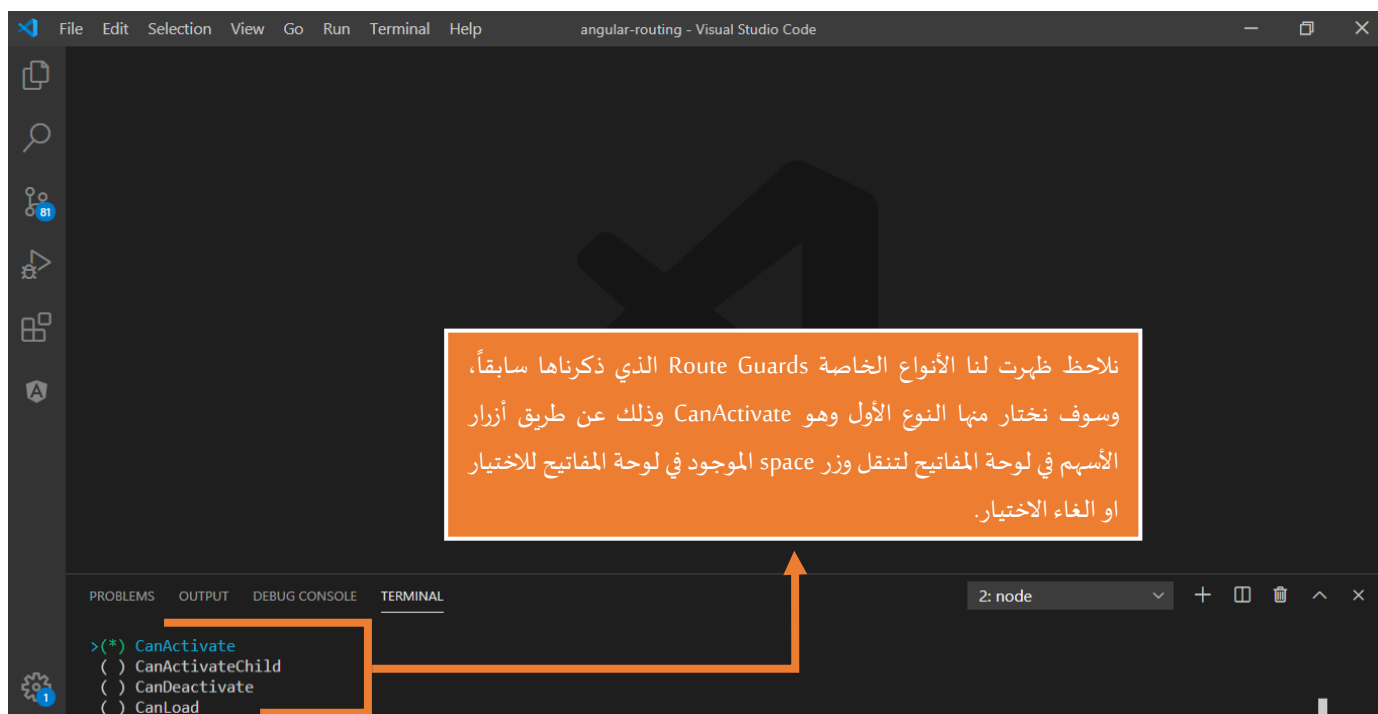 File Edit Selection View Go Run Terminal Help angular-routing - Visual Studio Code
81
نلاحظ ظهرت لنا الأنواع الخاصة Route Guards الذي ذكرناها سابقاً،
وسوف نختار منها النوع الأول وهو CanActivate وذلك عن طريق أزرار
الأسهم في لوحة المفاتيح لتنقل وزر space الموجود في لوحة المفاتيح للاختيار
او الغاء الاختيار.
PROBLEMS OUTPUT DEBUG CONSOLE TERMINAL 2: node
>(*) CanActivate
( ) CanActivateChild
( ) CanDeactivate
( ) CanLoad
1